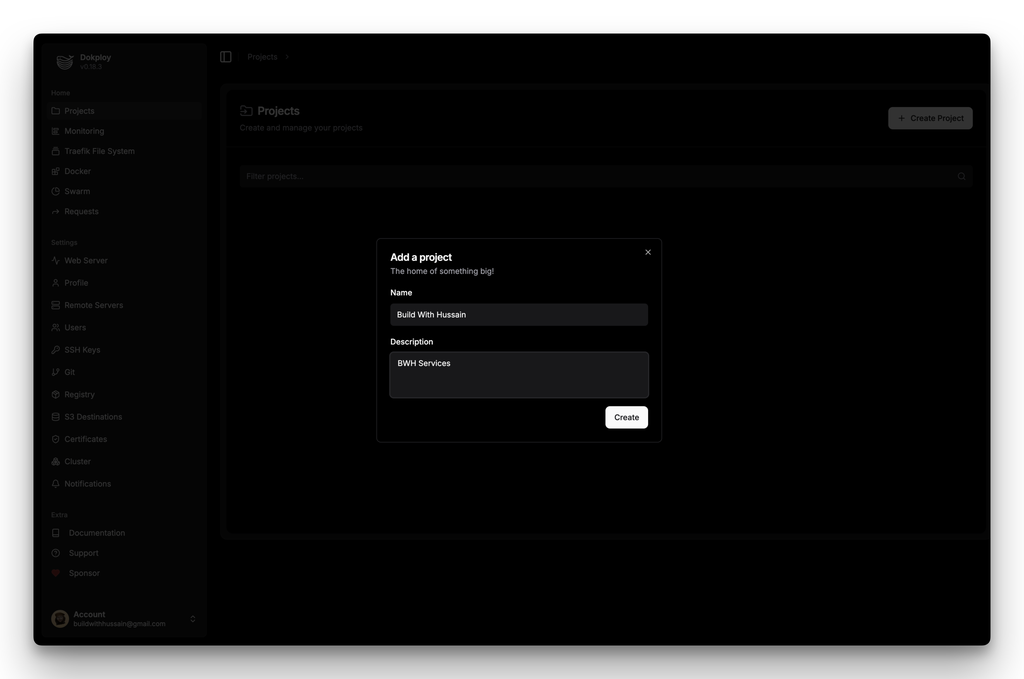 Dokploy
v0.18.3
Home
Projects
Monitoring
Traefik File System
Docker
Swarm
Requests
Settings
Web Server
Profile
Remote Servers
Users
SSH Keys
Git
Registry
S3 Destinations
Certificates
Cluster
Notifications
Extra
Documentation
Support
Sponsor
Account
buildwithhussain@gmail.com
Projects
Projects
Create and manage your projects
Create Project
Filter projects...
Add a project
The home of something big!
Name
Build With Hussain
Description
BWH Services
Create